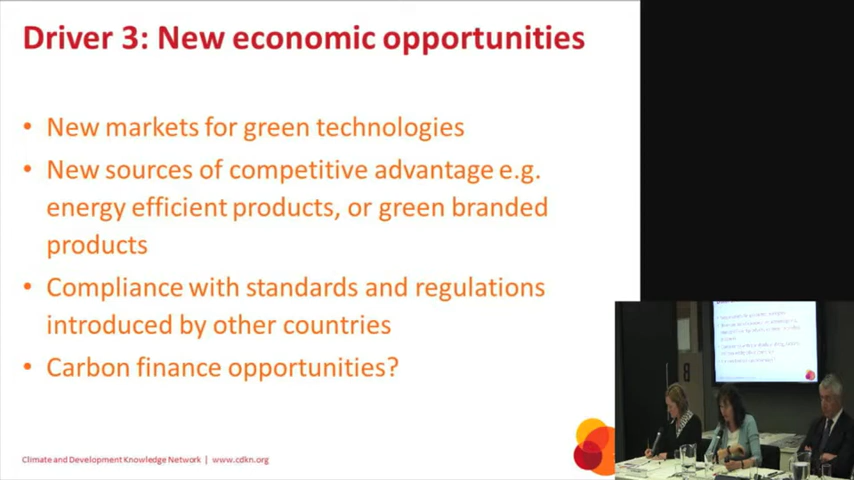 Driver 3: New economic opportunities
• New markets for green technologies
• New sources of competitive advantage e.g.
energy efficient products, or green branded
products
• Compliance with standards and regulations
introduced by other countries
• Carbon finance opportunities?
Climate and Development Knowledge Network | www.cdkn.org